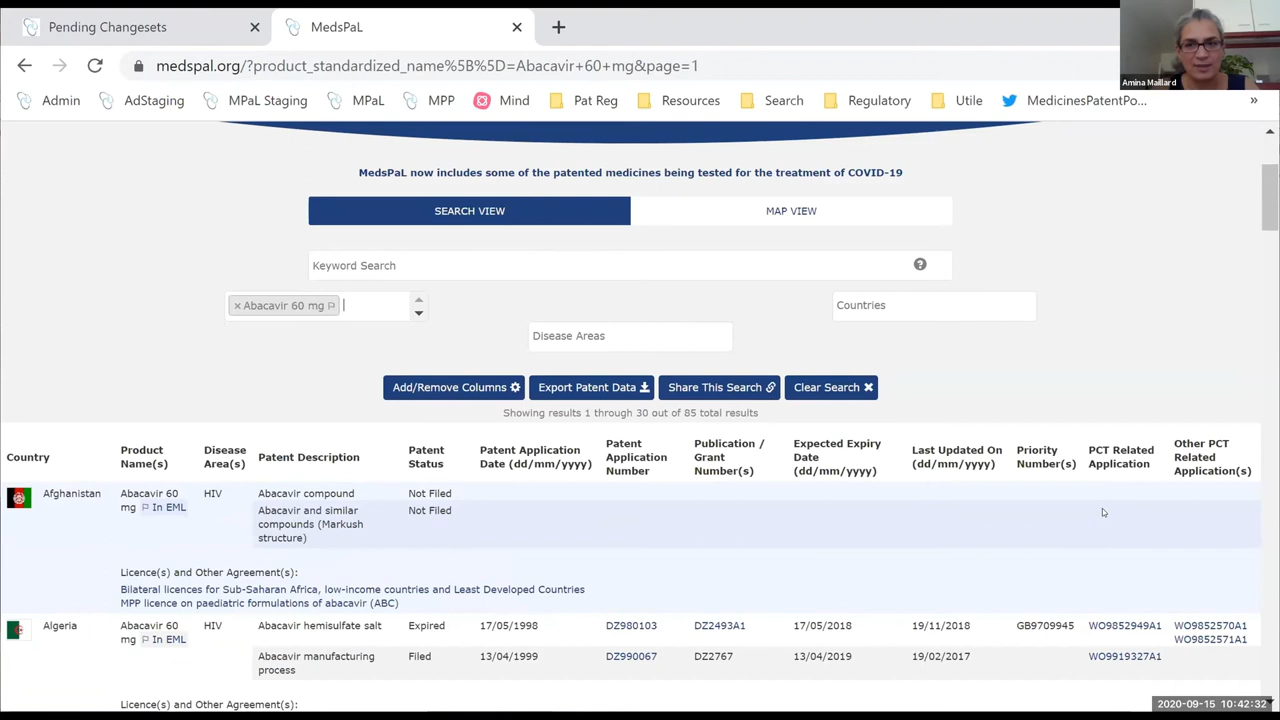 Pending Changesets
MedsPaL
medspal.org/?product_standardized_name%5B%5D=Abacavir+60+mg&page=1
Admin AdStaging MPaL Staging MPaL MPP Mind Pat Reg Resources Search Regulatory Utile MedicinesPatentPo... »
Amina Maillard
MedsPaL now includes some of the patented medicines being tested for the treatment of COVID-19
SEARCH VIEW MAP VIEW
Keyword Search
× Abacavir 60 mg
Countries
Disease Areas
Add/Remove Columns Export Patent Data Share This Search Clear Search
Showing results 1 through 30 out of 85 total results
Country
Product Name(s)
Disease Area(s)
Patent Description
Patent Status
Patent Application Date (dd/mm/yyyy)
Patent Application Number
Publication / Grant Number(s)
Expected Expiry Date (dd/mm/yyyy)
Last Updated On (dd/mm/yyyy)
Priority Number(s)
PCT Related Application
Other PCT Related Application(s)
Afghanistan
Abacavir 60
mg In EML
HIV
Abacavir compound Not Filed
Abacavir and similar Not Filed
compounds (Markush
structure)
Licence(s) and Other Agreement(s):
Bilateral licences for Sub-Saharan Africa, low-income countries and Least Developed Countries
MPP licence on paediatric formulations of abacavir (ABC)
Algeria
Abacavir 60
mg In EML
HIV
Abacavir hemisulfate salt Expired 17/05/1998 DZ980103 DZ2493A1 17/05/2018 19/11/2018 GB9709945 WO9852949A1 WO9852570A1
WO9852571A1
Abacavir manufacturing Filed 13/04/1999 DZ990067 DZ2767 13/04/2019 19/02/2017 WO9919327A1
process
Licence(s) and Other Agreement(s):
2020-09-15 10:42:32